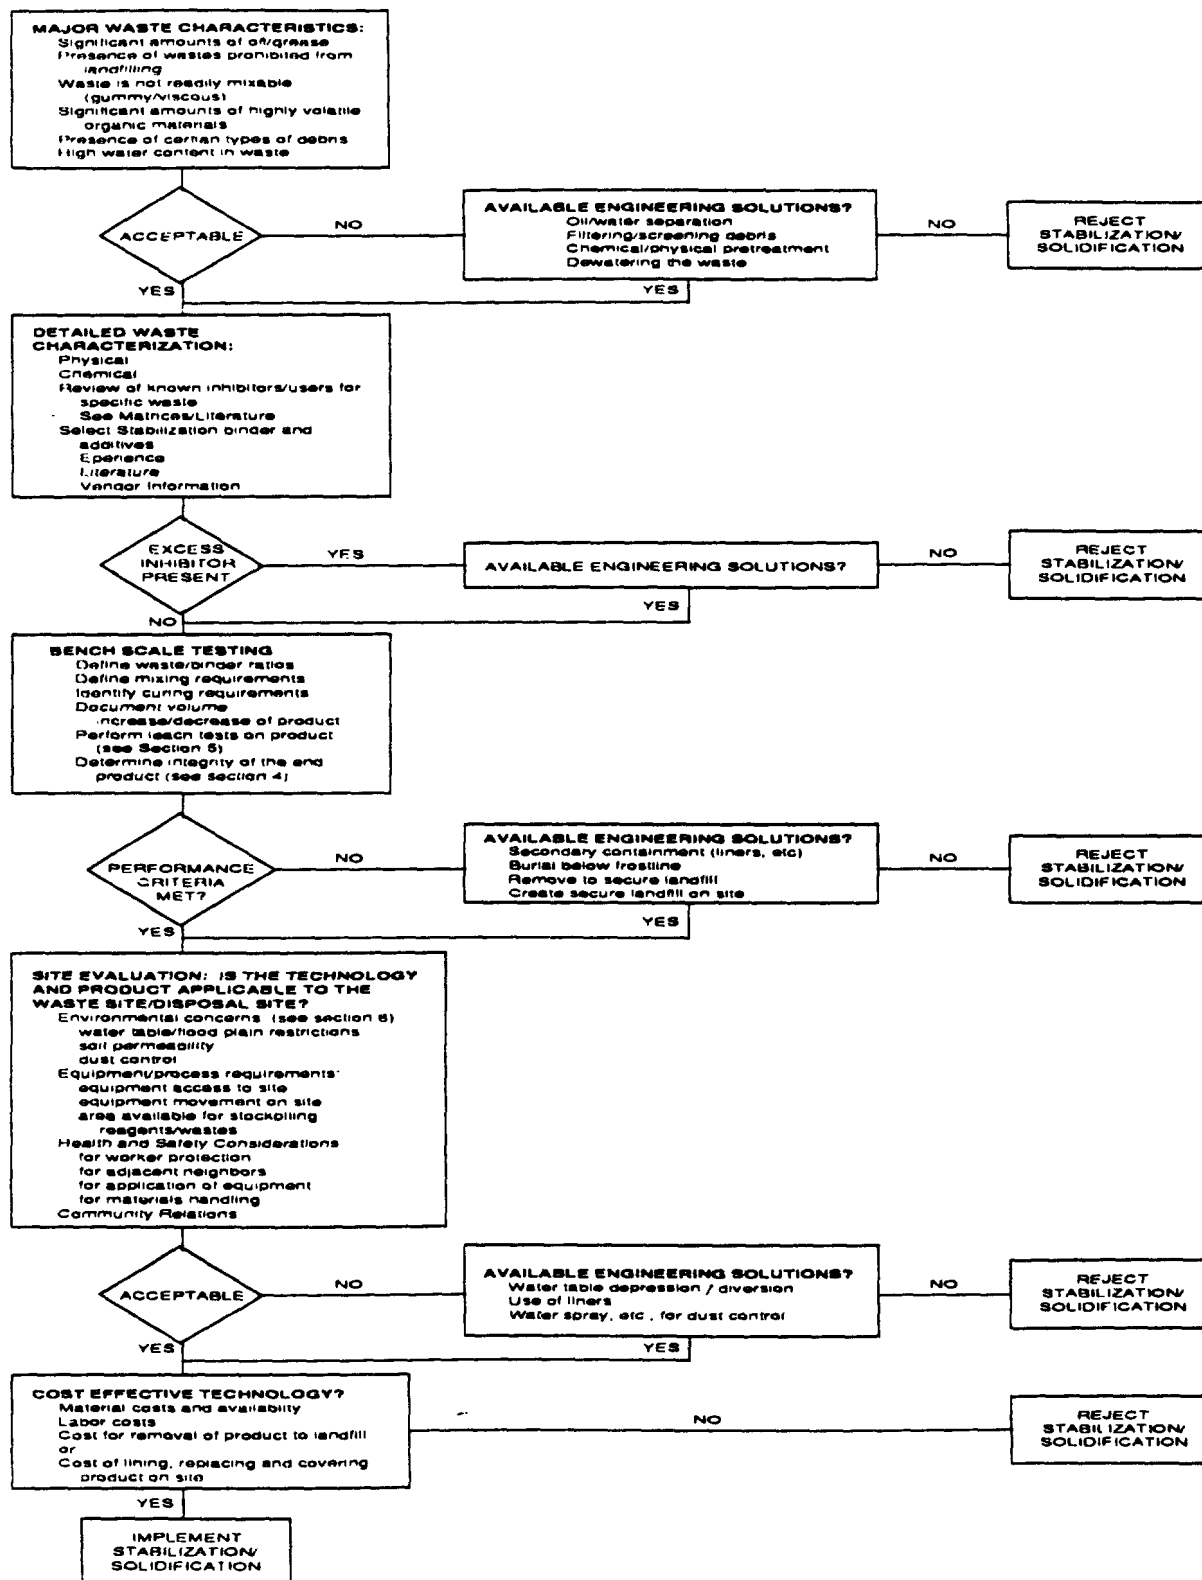 MAJOR WASTE CHARACTERISTICS:
Significant amounts of oil/grease
Presence of wastes prohibited from
landfilling
Waste is not readily mixable
(gummy/viscous)
Significant amounts of highly volatile
organic materials
Presence of certian types of debris
High water content in waste
ACCEPTABLE
NO
AVAILABLE ENGINEERING SOLUTIONS?
Oil/water separation
Filtering/screening debris
Chemical/physical pretreatment
Dewatering the waste
NO
REJECT
STABILIZATION/
SOLIDIFICATION
YES
YES
DETAILED WASTE
CHARACTERIZATION:
Physical
Chemical
Review of known inhibitors/users for
specific waste
See Matrices/Literature
Select Stabilization binder and
additives
Eperience
Literature
Vendor Information
EXCESS
INHIBITOR
PRESENT
YES
AVAILABLE ENGINEERING SOLUTIONS?
NO
REJECT
STABILIZATION/
SOLIDIFICATION
YES
NO
BENCH SCALE TESTING
Define waste/binder ratios
Define mixing requirements
Identify curing requirements
Document volume
increase/decrease of product
Perform leach tests on product
(see Section 5)
Determine integrity of the end
product (see section 4)
PERFORMANCE
CRITERIA
MET?
NO
AVAILABLE ENGINEERING SOLUTIONS?
Secondary containment (liners, etc)
Burial below frostline
Remove to secure landfill
Create secure landfill on site
NO
REJECT
STABILIZATION/
SOLIDIFICATION
YES
YES
SITE EVALUATION: IS THE TECHNOLOGY
AND PRODUCT APPLICABLE TO THE
WASTE SITE/DISPOSAL SITE?
Environmental concerns (see section 6)
water table/flood plain restrictions
soil permeability
dust control
Equipment/process requirements:
equipment access to site
equipment movement on site
area available for stockpiling
reagents/wastes
Health and Safety Considerations
for worker protection
for adjacent neighbors
for application of equipment
for materials handling
Community Relations
ACCEPTABLE
NO
AVAILABLE ENGINEERING SOLUTIONS?
Water table depression / diversion
Use of liners
Water spray, etc., for dust control
NO
REJECT
STABILIZATION/
SOLIDIFICATION
YES
YES
COST EFFECTIVE TECHNOLOGY?
Material costs and availablity
Labor costs
Cost for removal of product to landfill
or
Cost of lining, replacing and covering
product on site
NO
REJECT
STABILIZATION/
SOLIDIFICATION
YES
IMPLEMENT
STABILIZATION/
SOLIDIFICATION